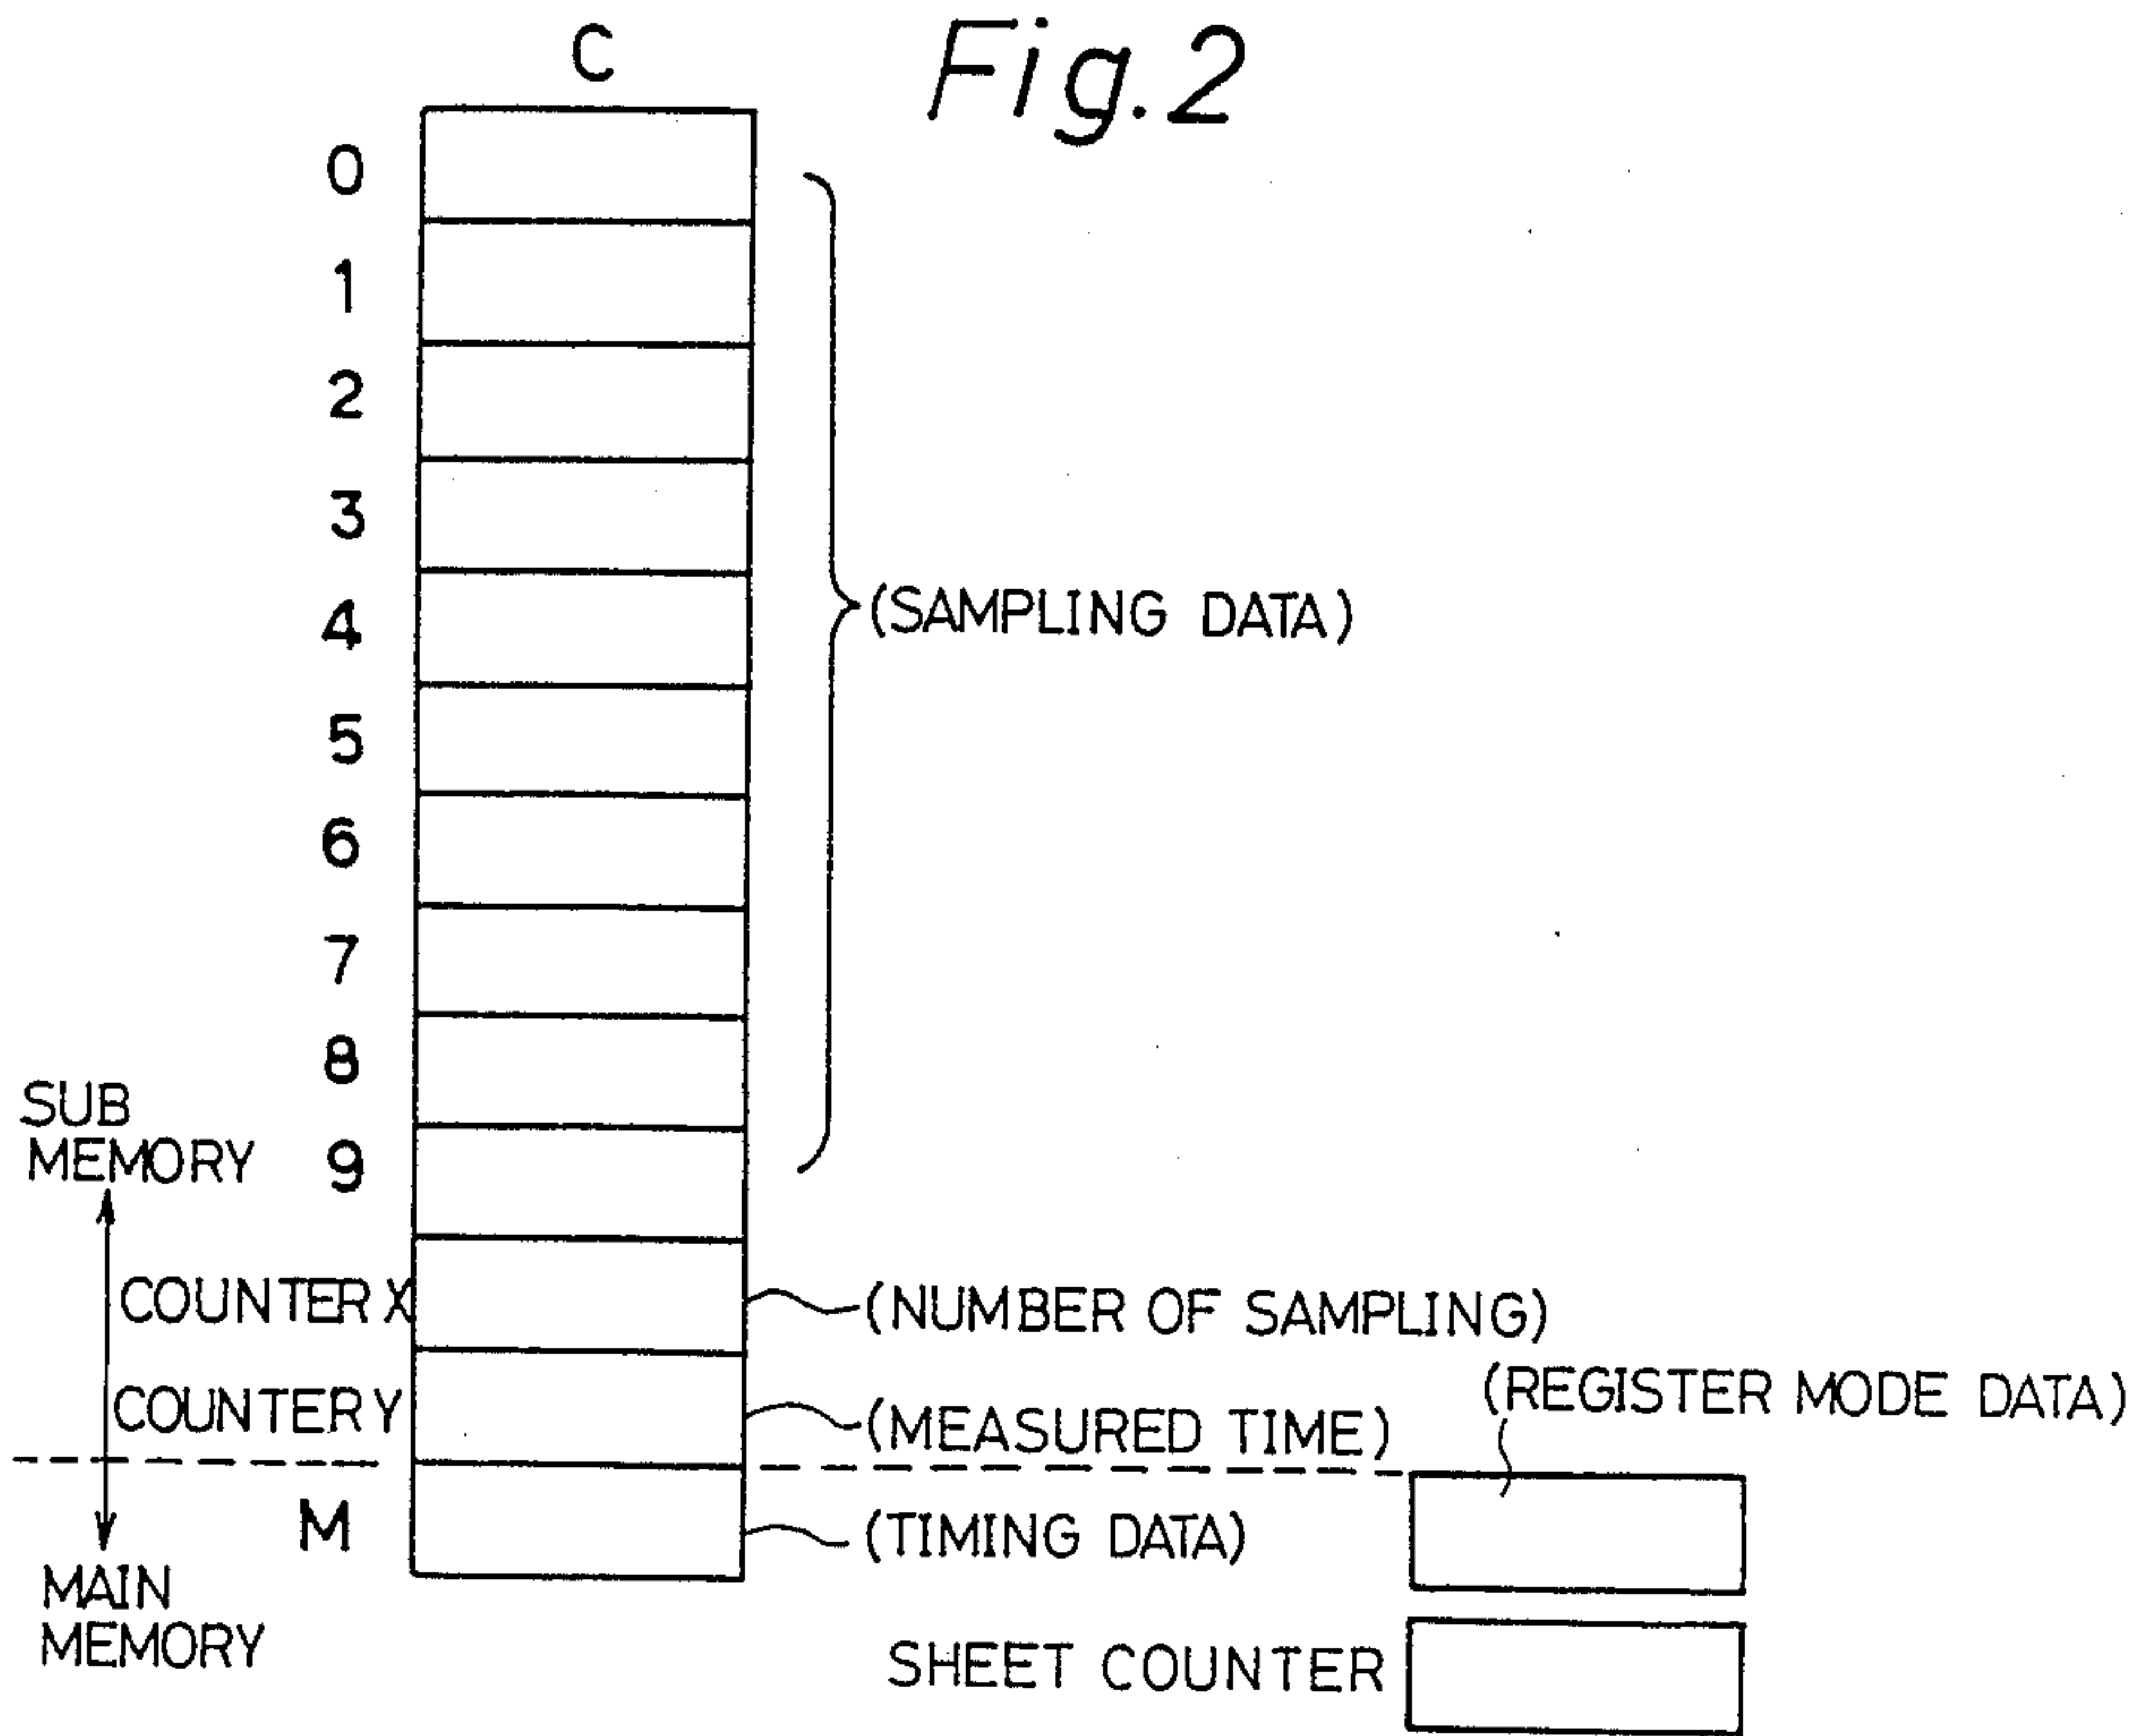 Fig.2
C
0
1
2
3
4
(SAMPLING DATA)
5
6
7
8
SUB
MEMORY
9
COUNTER X
(NUMBER OF SAMPLING)
(REGISTER MODE DATA)
COUNTER Y
(MEASURED TIME)
M
(TIMING DATA)
MAIN
MEMORY
SHEET COUNTER